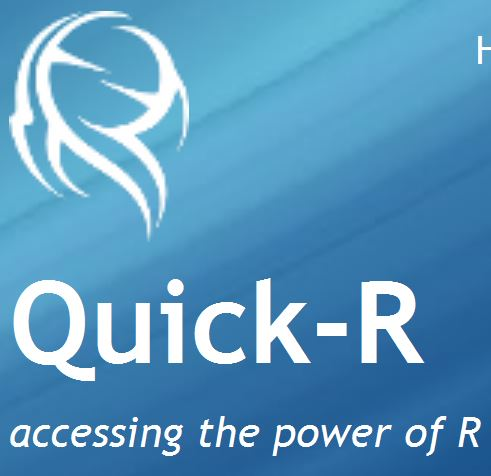 H
Quick-R
accessing the power of R